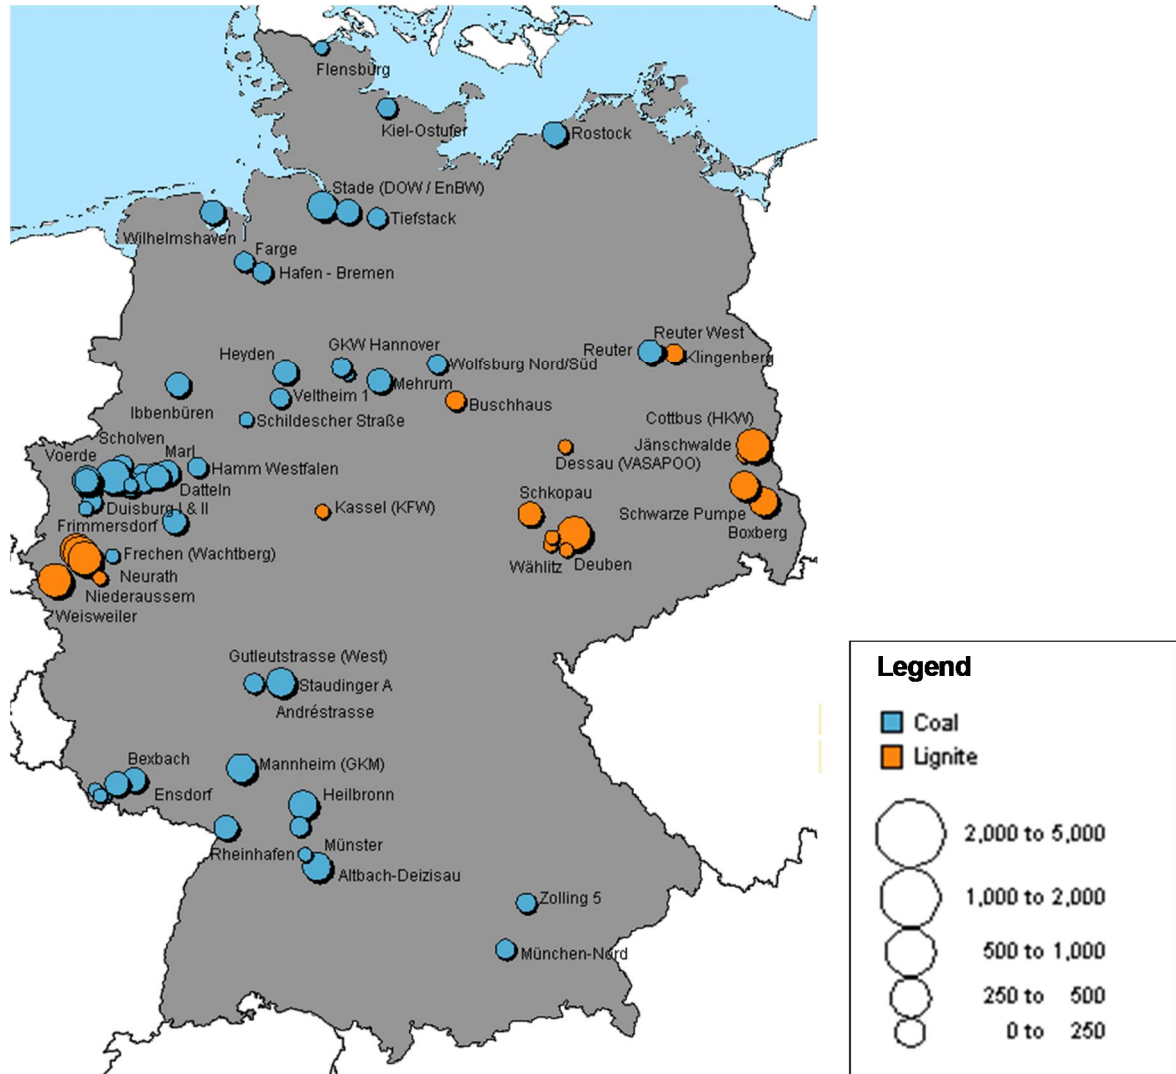 Flensbürg
Kiel-Ostufer
Rostock
Stade (DOW / EnBW)
Tiefstack
Wilhelmshaven
Farge
Hafen - Bremen
Reuter West
GKW Hannover
Heyden
Reuter
Klingenberg
Wolfsburg Nord/Süd
Mehrum
Veltheim 1
Buschhaus
Ibbenbüren
Schildescher Straße
Cottbus (HKW)
Scholven
Jänschwalde
Voerde
Marl
Dessau (VASAPOO)
Hamm Westfalen
Datteln
Schkopau
Duisburg I & II
Kassel (KFW)
Schwarze Pumpe
Frimmersdorf
Boxberg
Frechen (Wachtberg)
Wählitz
Deuben
Neurath
Niederaussem
Weisweiler
Gutleutstrasse (West)
Staudinger A
Andréstrasse
Bexbach
Mannheim (GKM)
Ensdorf
Heilbronn
Münster
Rheinhafen
Altbach-Deizisau
Zolling 5
München-Nord
Legend
Coal
Lignite
2,000 to 5,000
1,000 to 2,000
500 to 1,000
250 to 500
0 to 250